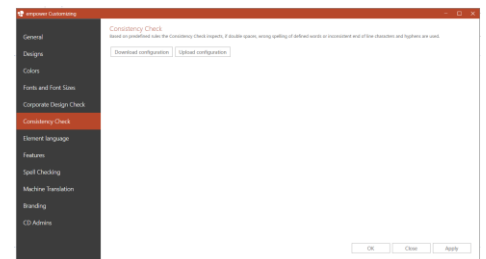 empower Customizing
General
Designs
Colors
Fonts and Font Sizes
Corporate Design Check
Consistency Check
Element language
Features
Spell Checking
Machine Translation
Branding
CD Admins
Consistency Check
Based on predefined rules the Consistency Check inspects, if double spaces, wrong spelling of defined words or inconsistent end of line characters and hyphens are used.
Download configuration Upload configuration
OK Close Apply